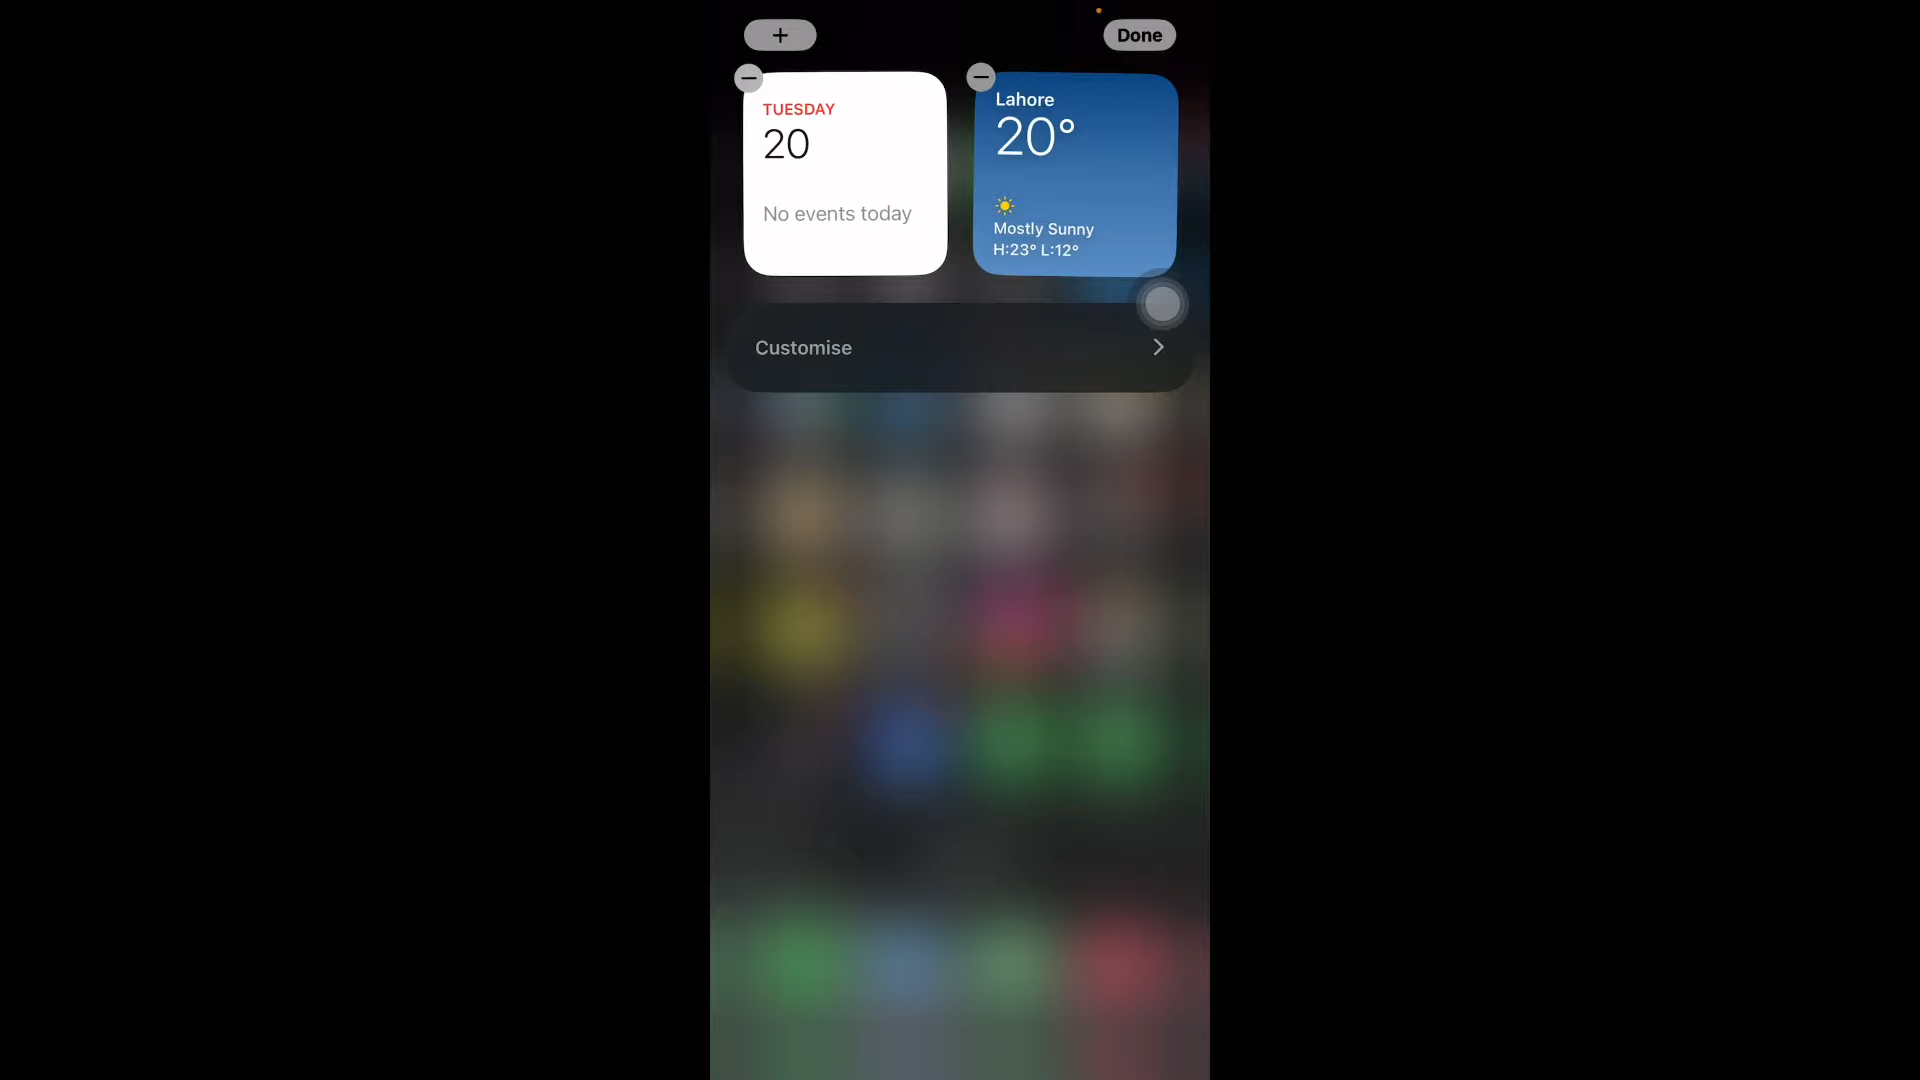 +
Done
TUESDAY
20
No events today
Lahore
20°
Mostly Sunny
H:23° L:12°
Customise